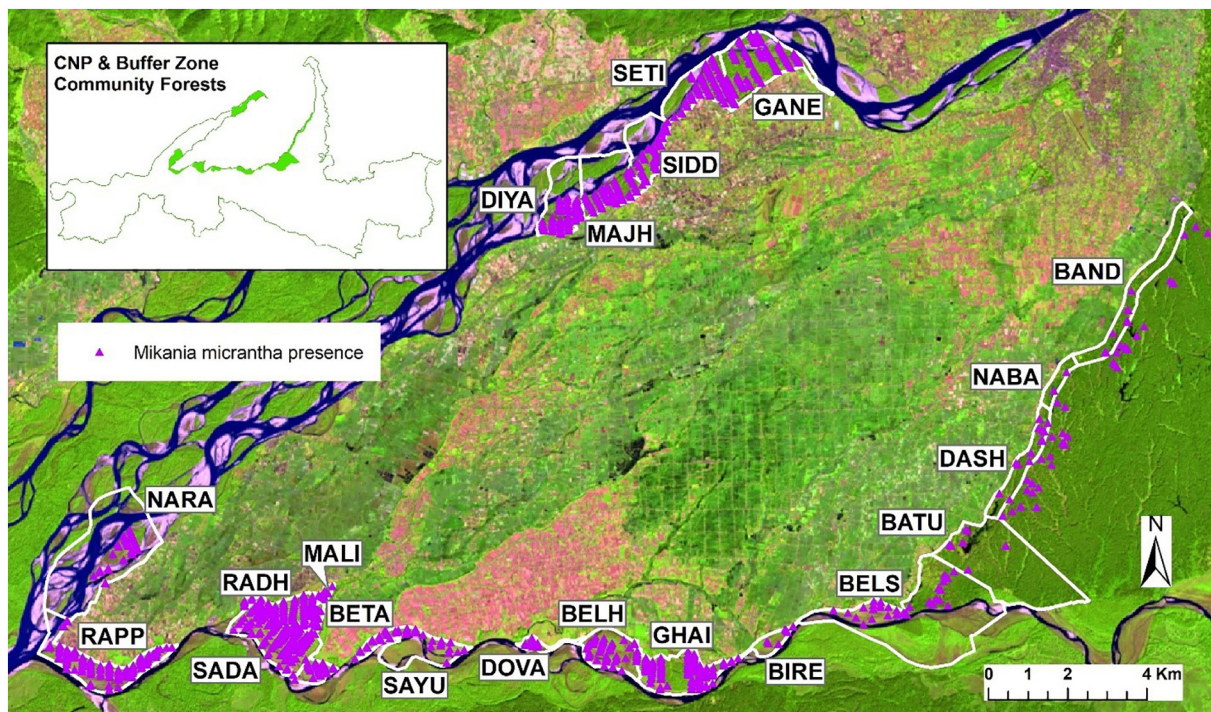 CNP & Buffer Zone
Community Forests
SETI
GANE
SIDD
DIYA
MAJH
BAND
Mikania micrantha presence
NABA
DASH
NARA
BATU
N
MALI
RADH
BETA
BELS
BELH
RAPP
GHAI
SADA
SAYU
DOVA
BIRE
0 2 4 Km